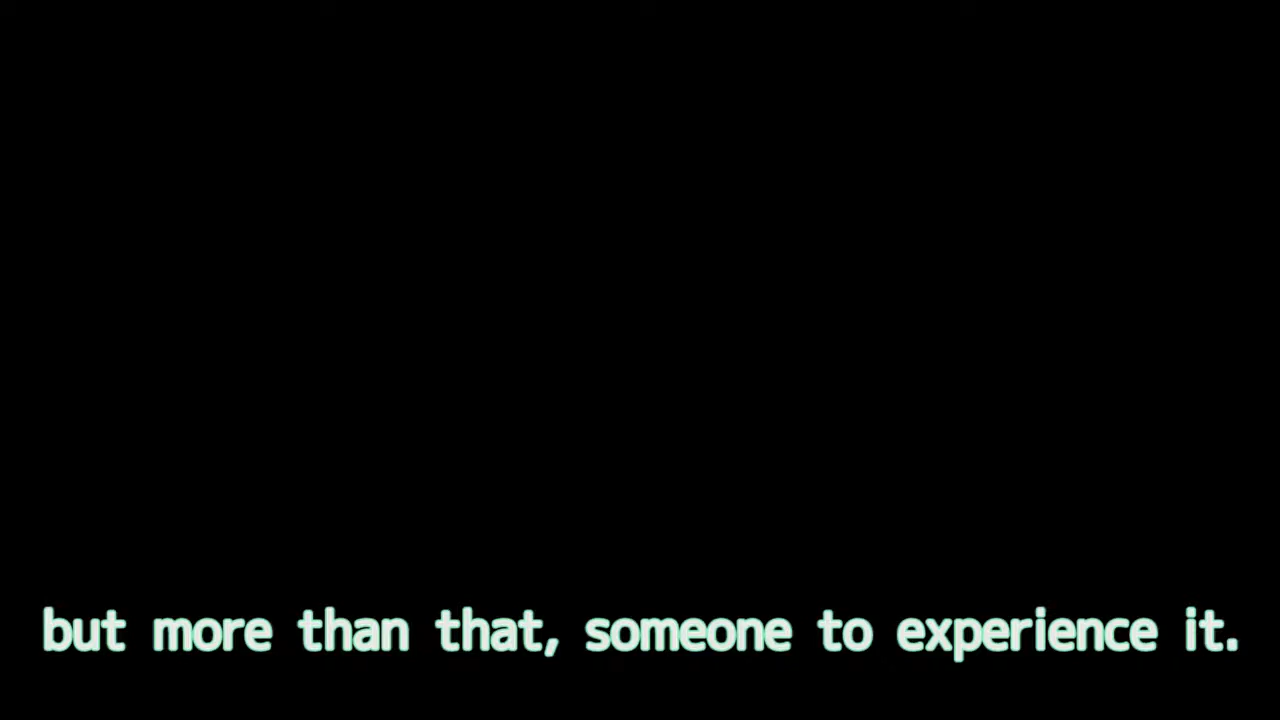 but more than that, someone to experience it.